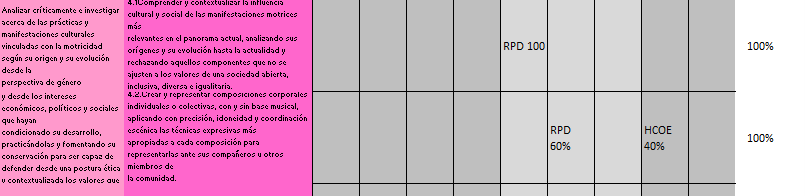 Analizar críticamente e investigar
acerca de las prácticas y
manifestaciones culturales
vinculadas con la motricidad
según su origen y su evolución
desde la
perspectiva de género
y desde los intereses
económicos, políticos y sociales
que hayan
condicionado su desarrollo,
practicándolas y fomentando su
conservación para ser capaz de
defender desde una postura ética
y contextualizada los valores que
4.1Comprender y contextualizar la influencia
cultural y social de las manifestaciones motrices
más
relevantes en el panorama actual, analizando sus
orígenes y su evolución hasta la actualidad y
rechazando aquellos componentes que no se
ajusten a los valores de una sociedad abierta,
inclusiva, diversa e igualitaria.
RPD 100
100%
4.2.Crear y representar composiciones corporales
individuales o colectivas, con y sin base musical,
aplicando con precisión, idoneidad y coordinación
escénica las técnicas expresivas más
apropiadas a cada composición para
representarlas ante sus compañeros u otros
miembros de
la comunidad.
RPD
60%
HCOE
40%
100%